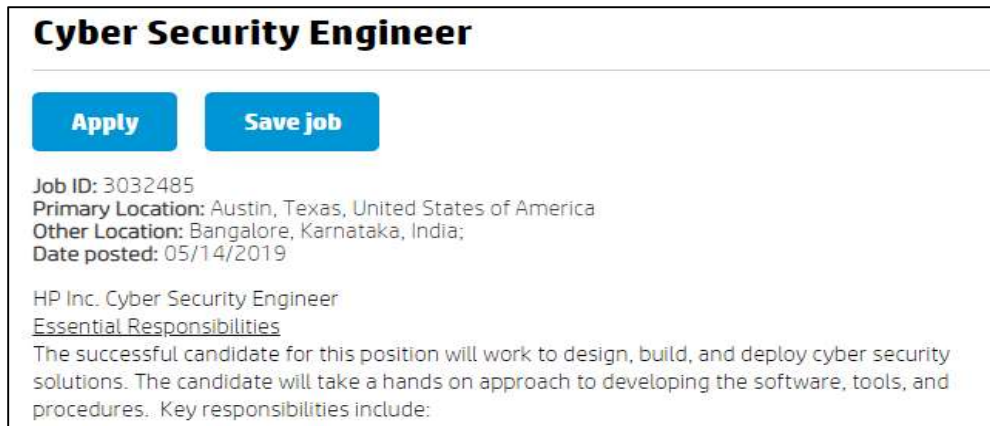 Cyber Security Engineer
Apply
Save job
Job ID: 3032485
Primary Location: Austin, Texas, United States of America
Other Location: Bangalore, Karnataka, India;
Date posted: 05/14/2019
HP Inc. Cyber Security Engineer
Essential Responsibilities
The successful candidate for this position will work to design, build, and deploy cyber security
solutions. The candidate will take a hands on approach to developing the software, tools, and
procedures.  Key responsibilities include: